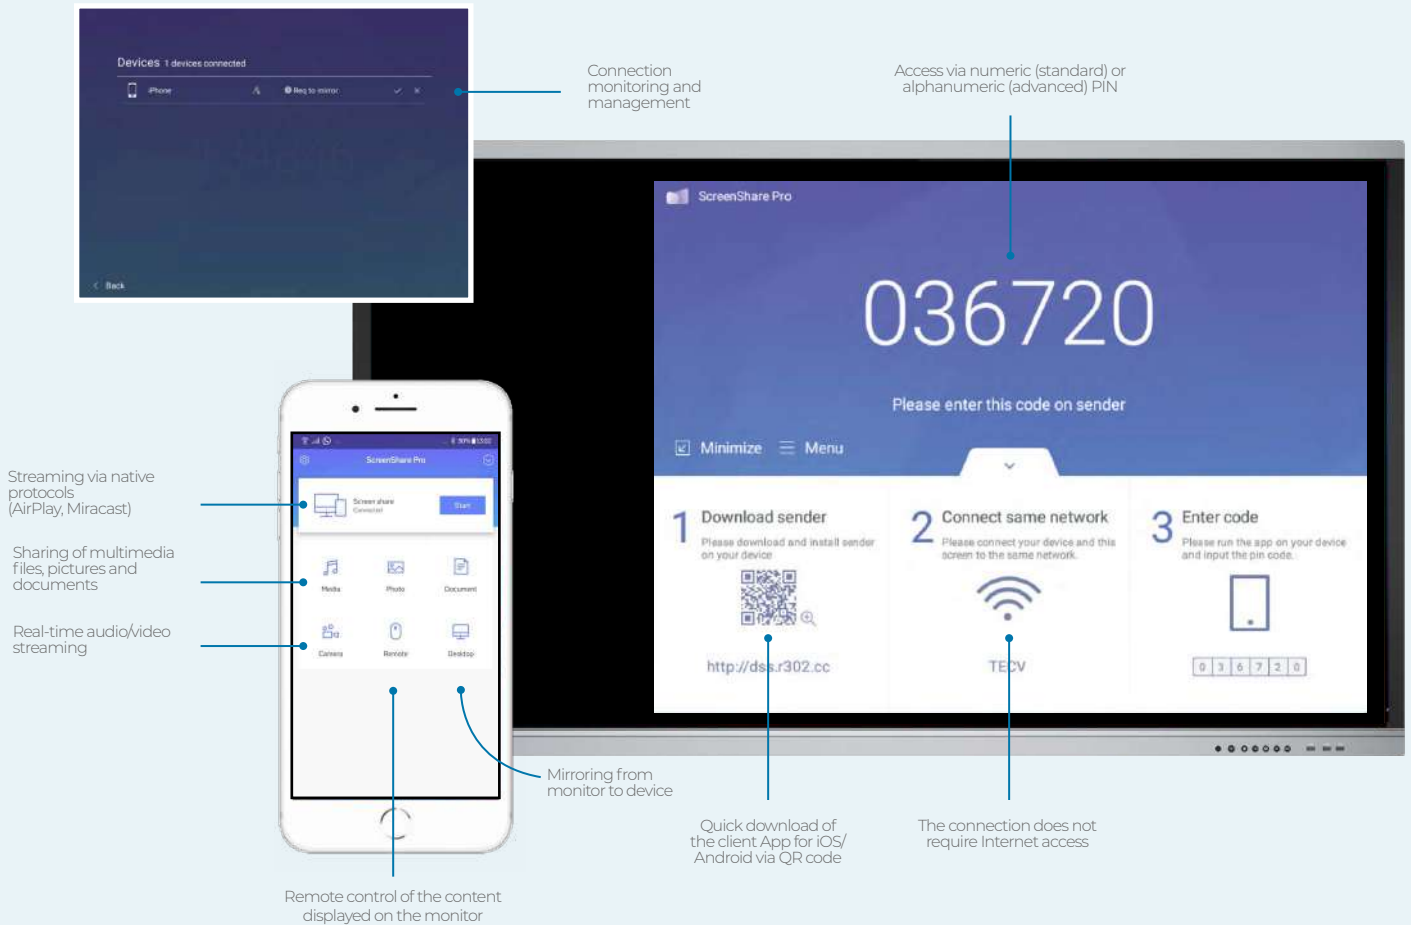 Devices 1 devices connected
iPhone
Req to mirror
Back
Connection
monitoring and
management
Access via numeric (standard) or
alphanumeric (advanced) PIN
ScreenShare Pro
036720
Please enter this code on sender
Minimize
Menu
1 Download sender
Please download and install sender
on your device
http://dss.r302.cc
2 Connect same network
Please connect your device and this
screen to the same network.
TECV
3 Enter code
Please run the app on your device
and input the pin code.
0 3 6 7 2 0
Streaming via native
protocols
(AirPlay, Miracast)
Sharing of multimedia
files, pictures and
documents
Real-time audio/video
streaming
30% 13:02
ScreenShare Pro
Screen share
Connected
Start
Media
Photo
Document
Camera
Remote
Desktop
Mirroring from
monitor to device
Quick download of
the client App for iOS/
Android via QR code
The connection does not
require Internet access
Remote control of the content
displayed on the monitor